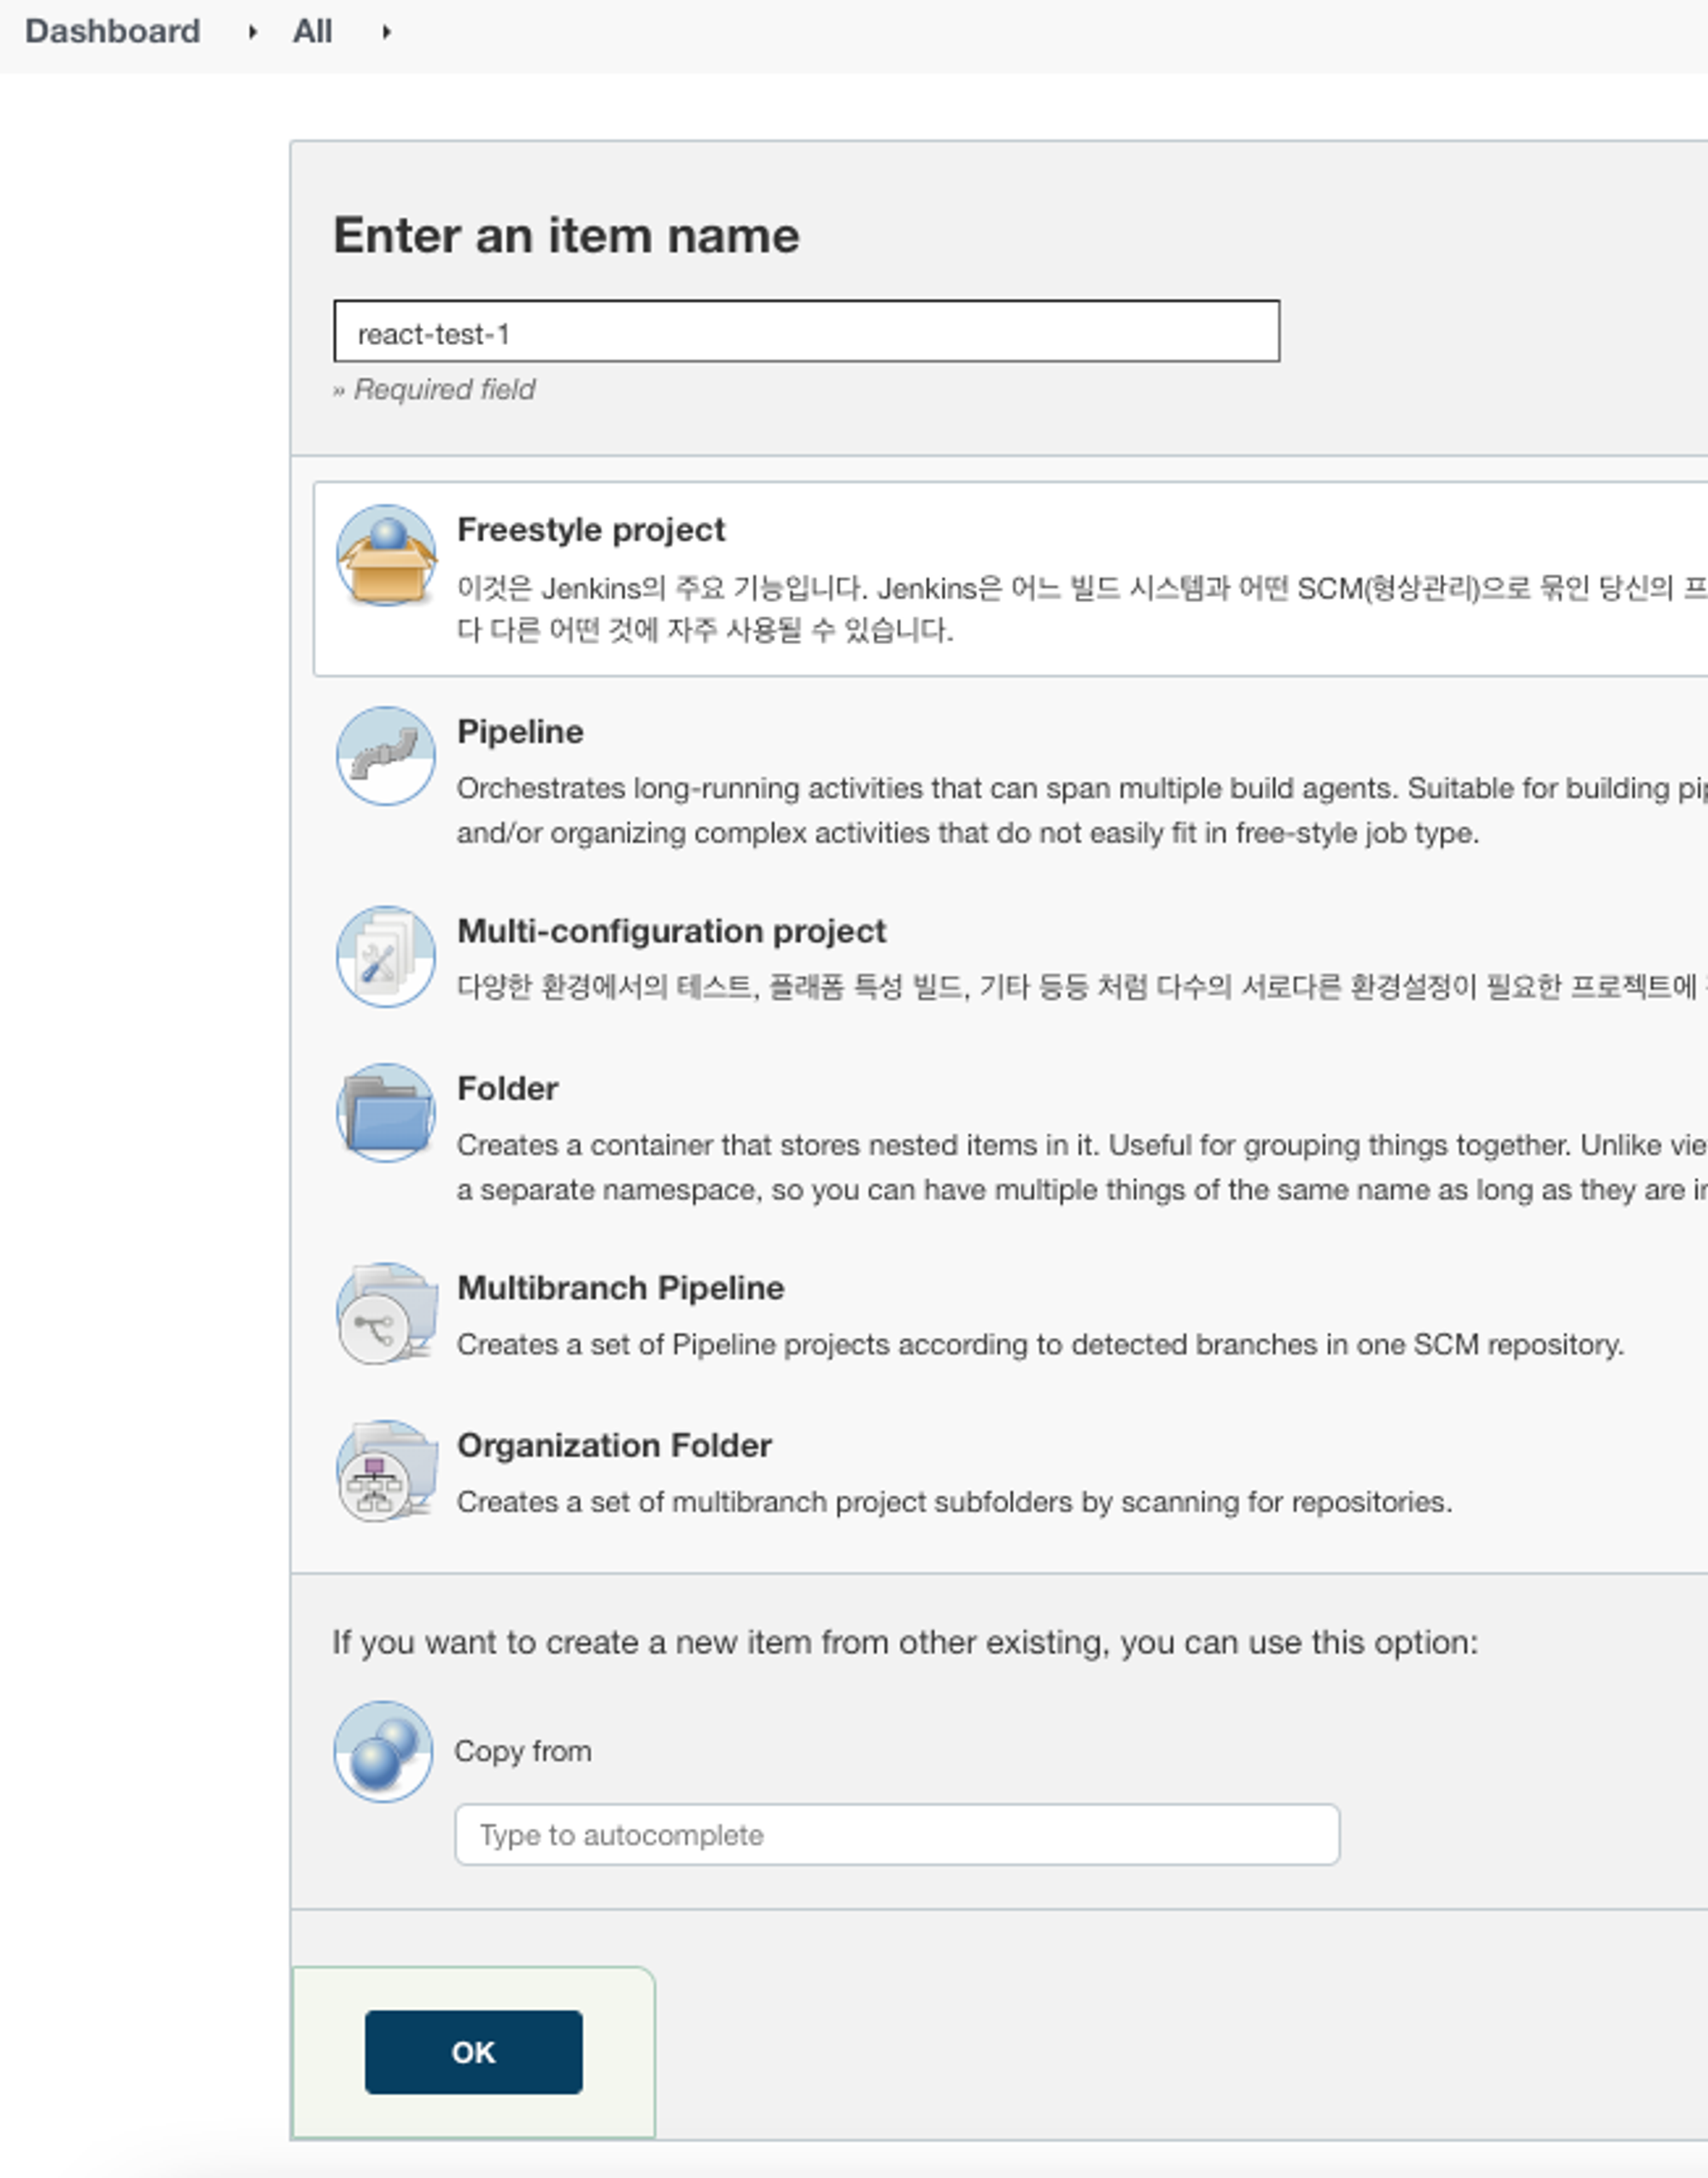 Dashboard
All
Enter an item name
react-test-1
» Required field
Freestyle project
이것은 Jenkins의 주요 기능입니다. Jenkins은 어느 빌드 시스템과 어떤 SCM(형상관리)으로 묶인 당신의 프
다 다른 어떤 것에 자주 사용될 수 있습니다.
Pipeline
Orchestrates long-running activities that can span multiple build agents. Suitable for building pip
and/or organizing complex activities that do not easily fit in free-style job type.
Multi-configuration project
다양한 환경에서의 테스트, 플래폼 특성 빌드, 기타 등등 처럼 다수의 서로다른 환경설정이 필요한 프로젝트에
Folder
Creates a container that stores nested items in it. Useful for grouping things together. Unlike vie
a separate namespace, so you can have multiple things of the same name as long as they are in
Multibranch Pipeline
Creates a set of Pipeline projects according to detected branches in one SCM repository.
Organization Folder
Creates a set of multibranch project subfolders by scanning for repositories.
If you want to create a new item from other existing, you can use this option:
Copy from
Type to autocomplete
OK